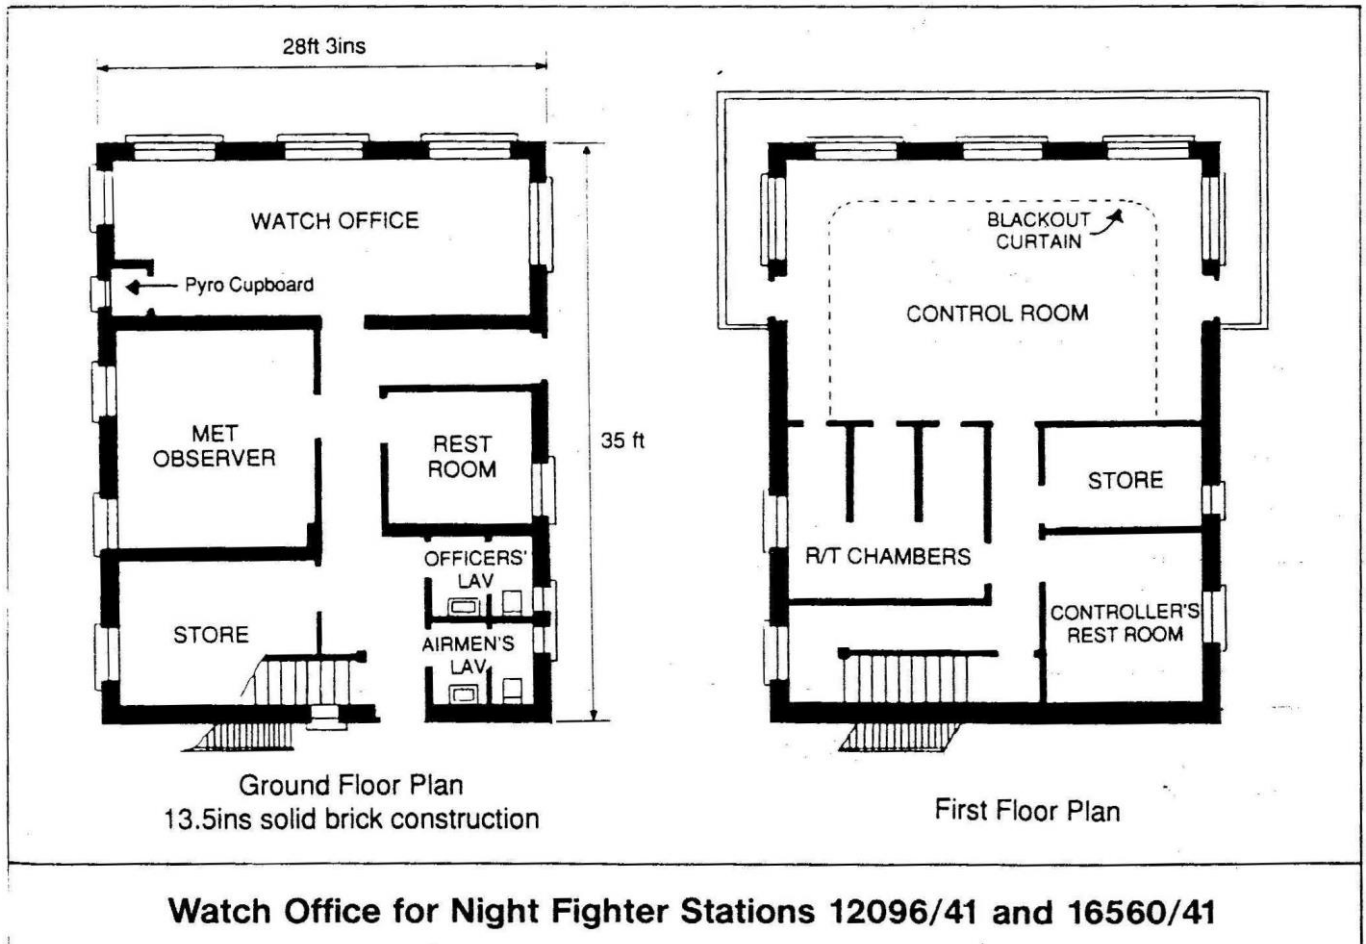 28ft 3ins
WATCH OFFICE
Pyro Cupboard
MET
OBSERVER
REST
ROOM
35 ft
OFFICERS'
LAV
STORE
AIRMEN'S
LAV
Ground Floor Plan
13.5ins solid brick construction
BLACKOUT
CURTAIN
CONTROL ROOM
STORE
R/T CHAMBERS
CONTROLLER'S
REST ROOM
First Floor Plan
Watch Office for Night Fighter Stations 12096/41 and 16560/41